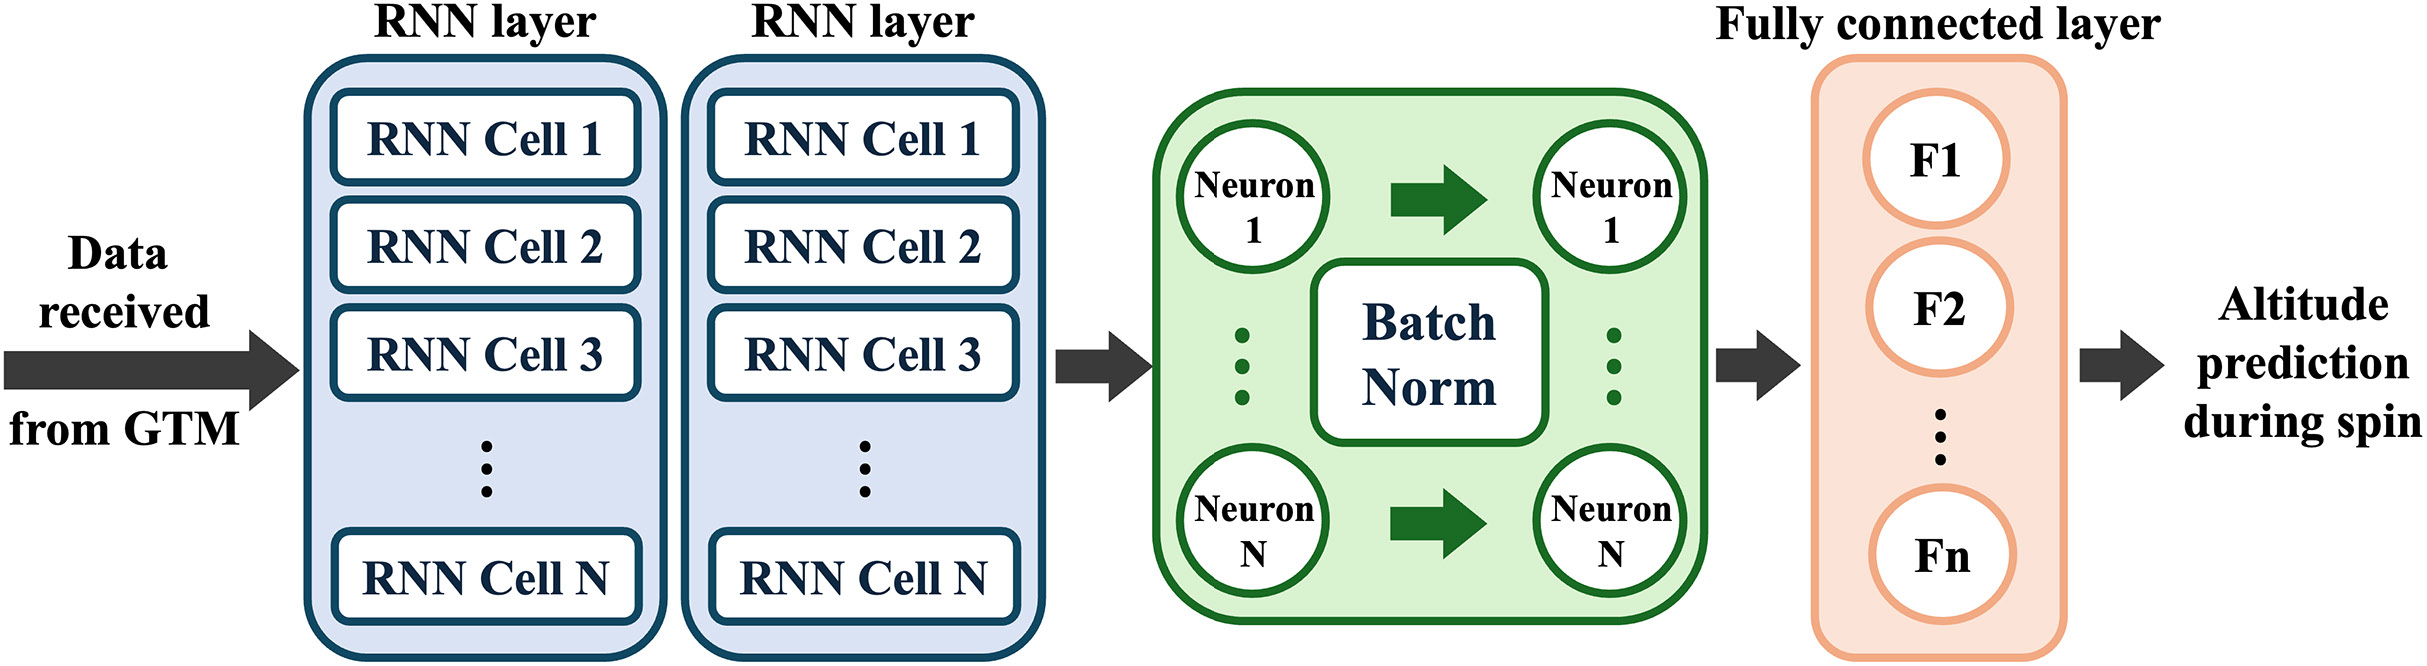 Data
received
from GTM
RNN layer
RNN Cell 1
RNN Cell 2
RNN Cell 3
RNN Cell N
RNN layer
RNN Cell 1
RNN Cell 2
RNN Cell 3
RNN Cell N
Neuron
1
Neuron
1
Batch
Norm
Neuron
N
Neuron
N
Fully connected layer
F1
F2
Fn
Altitude
prediction
during spin